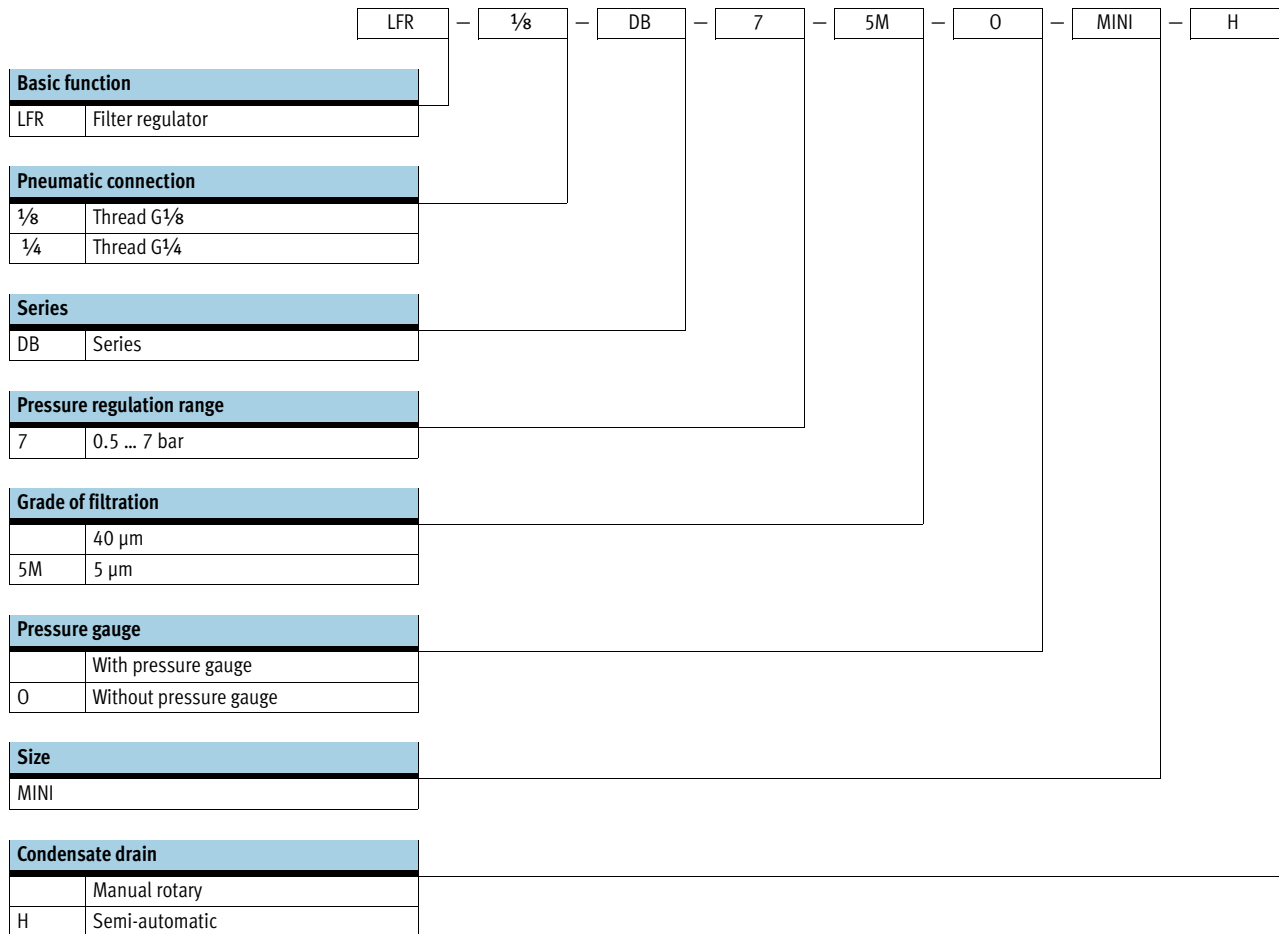 LFR – ⅛ – DB – 7 – 5M – O – MINI – H
Basic function
LFR Filter regulator
Pneumatic connection
⅛ Thread G⅛
¼ Thread G¼
Series
DB Series
Pressure regulation range
7 0.5 ... 7 bar
Grade of filtration
40 µm
5M 5 µm
Pressure gauge
With pressure gauge
O Without pressure gauge
Size
MINI
Condensate drain
Manual rotary
H Semi-automatic